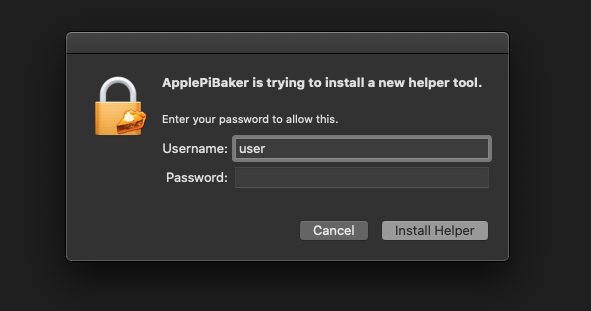 ApplePiBaker is trying to install a new helper tool.
Enter your password to allow this.
Username: user
Password:
Cancel Install Helper